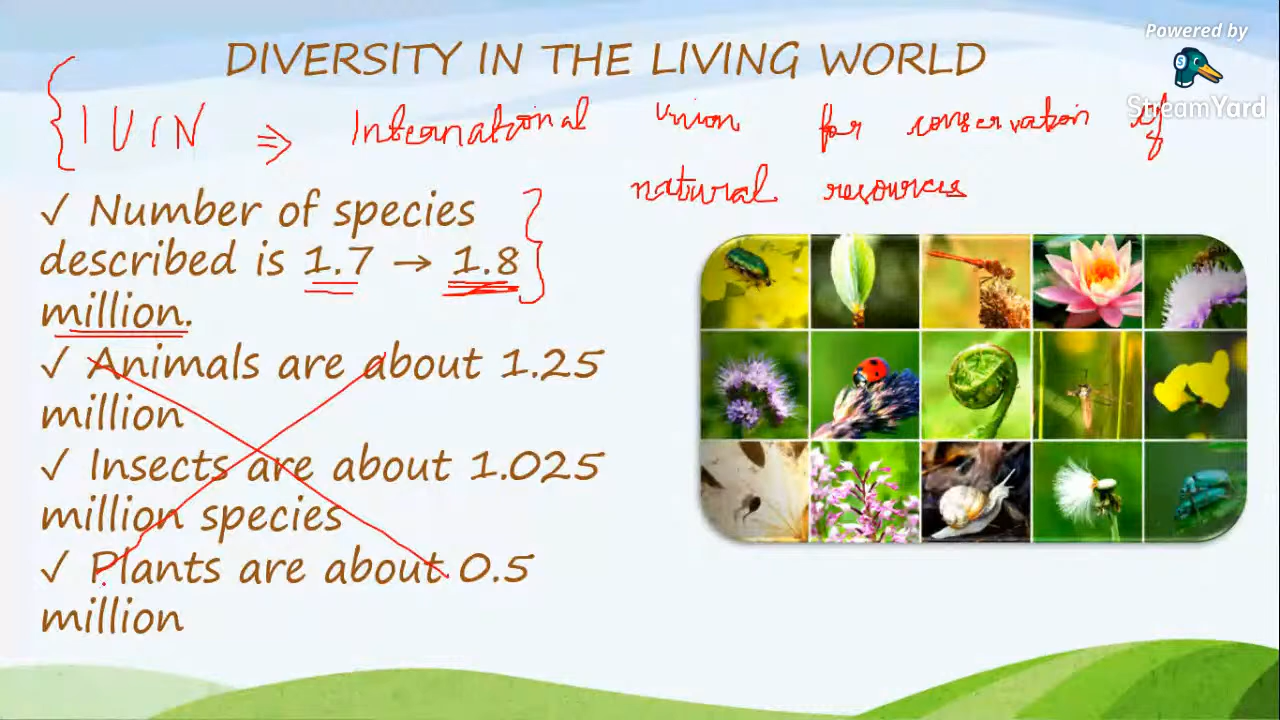 Powered by
StreamYard
DIVERSITY IN THE LIVING WORLD
IUCN ⇒ International union for conservation of
natural resources
✓ Number of species
described is 1.7 → 1.8
million.
✓ Animals are about 1.25
million
✓ Insects are about 1.025
million species
✓ Plants are about 0.5
million